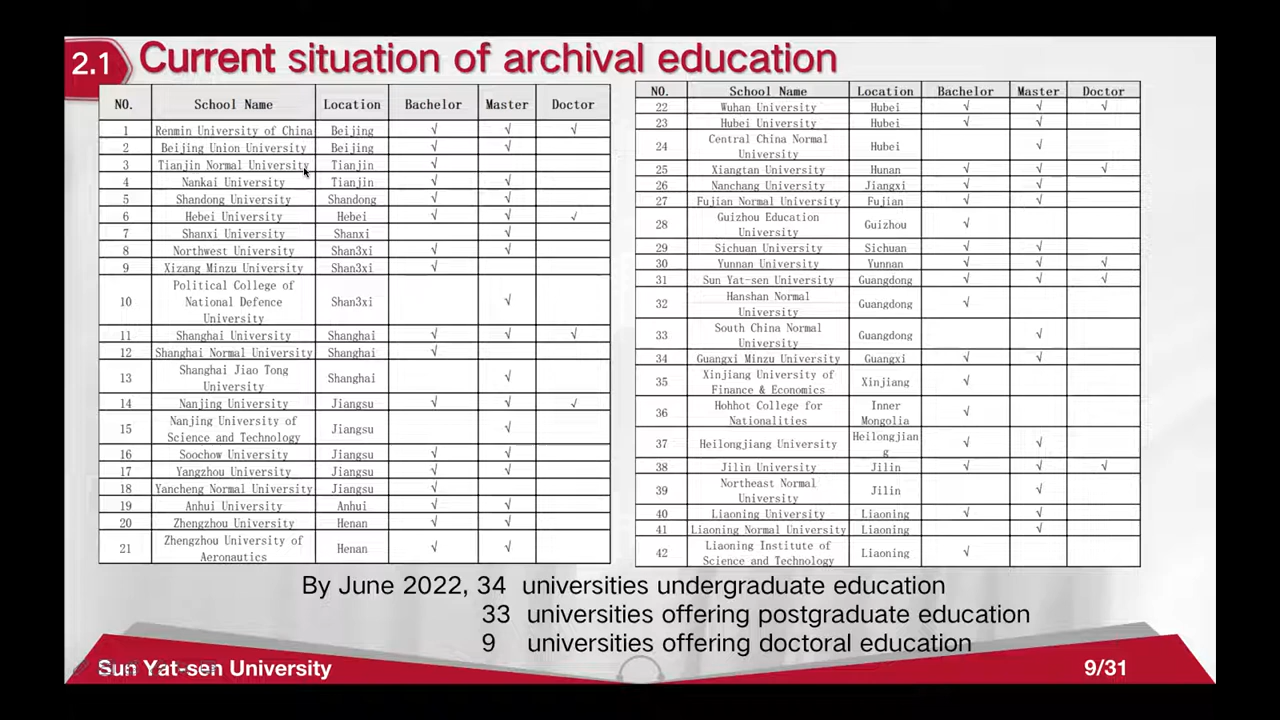 2.1 Current situation of archival education
NO. School Name Location Bachelor Master Doctor
1 Renmin University of China Beijing √ √ √
2 Beijing Union University Beijing √ √
3 Tianjin Normal University Tianjin √
4 Nankai University Tianjin √ √
5 Shandong University Shandong √ √
6 Hebei University Hebei √ √ √
7 Shanxi University Shanxi √
8 Northwest University Shan3xi √ √
9 Xizang Minzu University Shan3xi √
Political College of
10 National Defence Shan3xi √
University
11 Shanghai University Shanghai √ √ √
12 Shanghai Normal University Shanghai √
13 Shanghai Jiao Tong Shanghai √
University
14 Nanjing University Jiangsu √ √ √
15 Nanjing University of Jiangsu √
Science and Technology
16 Soochow University Jiangsu √ √
17 Yangzhou University Jiangsu √ √
18 Yancheng Normal University Jiangsu √
19 Anhui University Anhui √ √
20 Zhengzhou University Henan √ √
21 Zhengzhou University of Henan √ √
Aeronautics
NO. School Name Location Bachelor Master Doctor
22 Wuhan University Hubei √ √ √
23 Hubei University Hubei √ √
24 Central China Normal Hubei √
University
25 Xiangtan University Hunan √ √ √
26 Nanchang University Jiangxi √ √
27 Fujian Normal University Fujian √ √
28 Guizhou Education Guizhou √
University
29 Sichuan University Sichuan √ √
30 Yunnan University Yunnan √ √ √
31 Sun Yat-sen University Guangdong √ √ √
32 Hanshan Normal Guangdong √
University
33 South China Normal Guangdong √
University
34 Guangxi Minzu University Guangxi √ √
35 Xinjiang University of Xinjiang √
Finance & Economics
36 Hohhot College for Inner √
Nationalities Mongolia
37 Heilongjiang University Heilongjian √ √
g
38 Jilin University Jilin √ √ √
39 Northeast Normal Jilin √
University
40 Liaoning University Liaoning √ √
41 Liaoning Normal University Liaoning √
42 Liaoning Institute of Liaoning √
Science and Technology
By June 2022, 34 universities undergraduate education
33 universities offering postgraduate education
9 universities offering doctoral education
Sun Yat-sen University 9/31